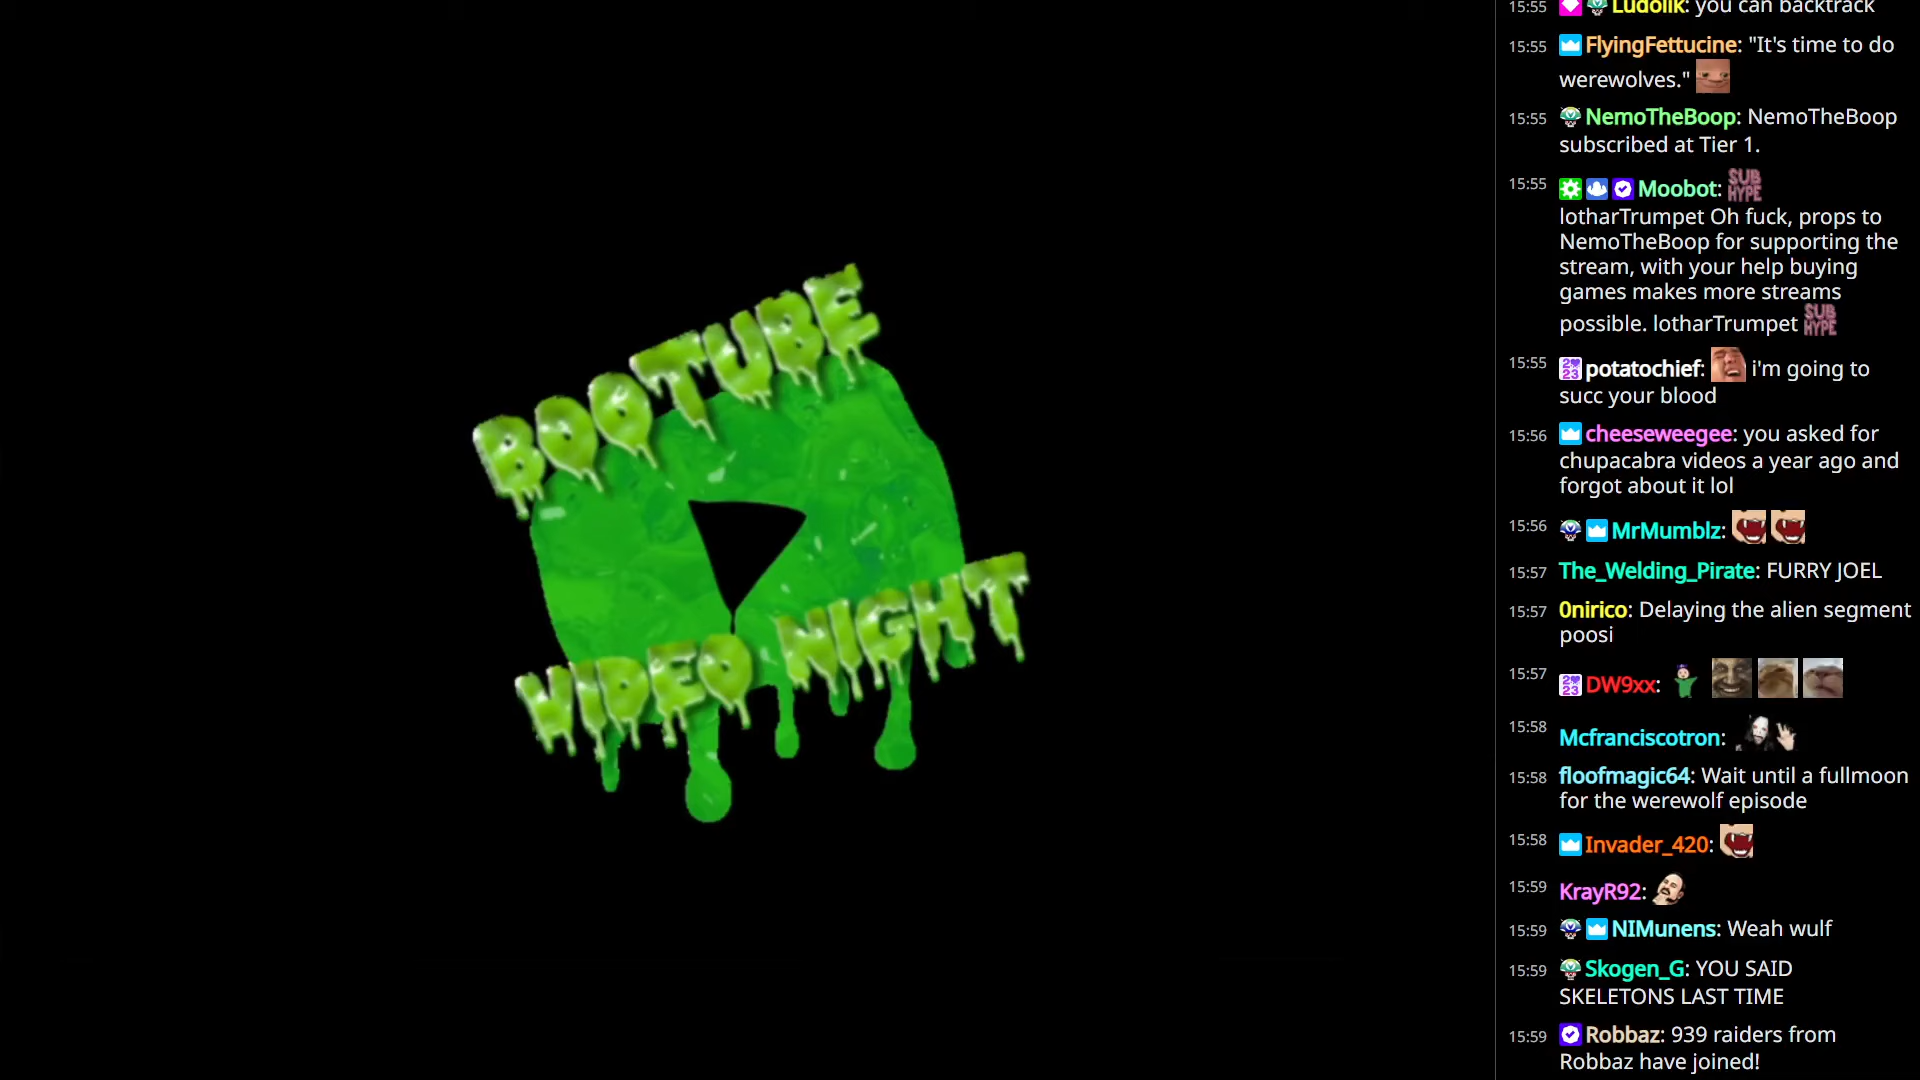 BOOTUBE
VIDEO NIGHT
15:55 Ludolik: you can backtrack
15:55 FlyingFettucine: "It's time to do
werewolves."
15:55 NemoTheBoop: NemoTheBoop
subscribed at Tier 1.
15:55 Moobot: SUB HYPE
lotharTrumpet Oh fuck, props to
NemoTheBoop for supporting the
stream, with your help buying
games makes more streams
possible. lotharTrumpet SUB HYPE
15:55 potatochief: i'm going to
succ your blood
15:56 cheeseweegee: you asked for
chupacabra videos a year ago and
forgot about it lol
15:56 MrMumblz:
15:57 The_Welding_Pirate: FURRY JOEL
15:57 0nirico: Delaying the alien segment
poosi
15:57 DW9xx:
15:58 Mcfranciscotron:
15:58 floofmagic64: Wait until a fullmoon
for the werewolf episode
15:58 Invader_420:
15:59 KrayR92:
15:59 NIMunens: Weah wulf
15:59 Skogen_G: YOU SAID
SKELETONS LAST TIME
15:59 Robbaz: 939 raiders from
Robbaz have joined!